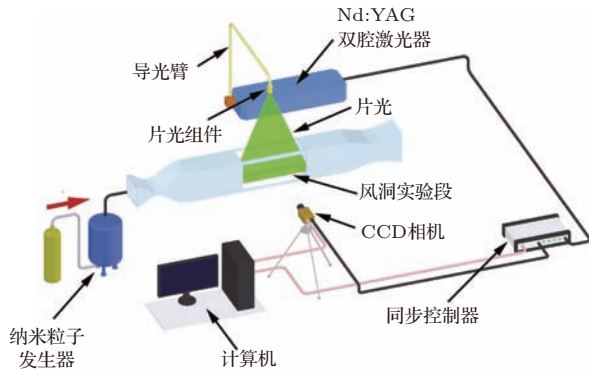 Nd:YAG
双腔激光器
导光臂
片光组件
片光
风洞实验段
CCD相机
同步控制器
纳米粒子
发生器
计算机